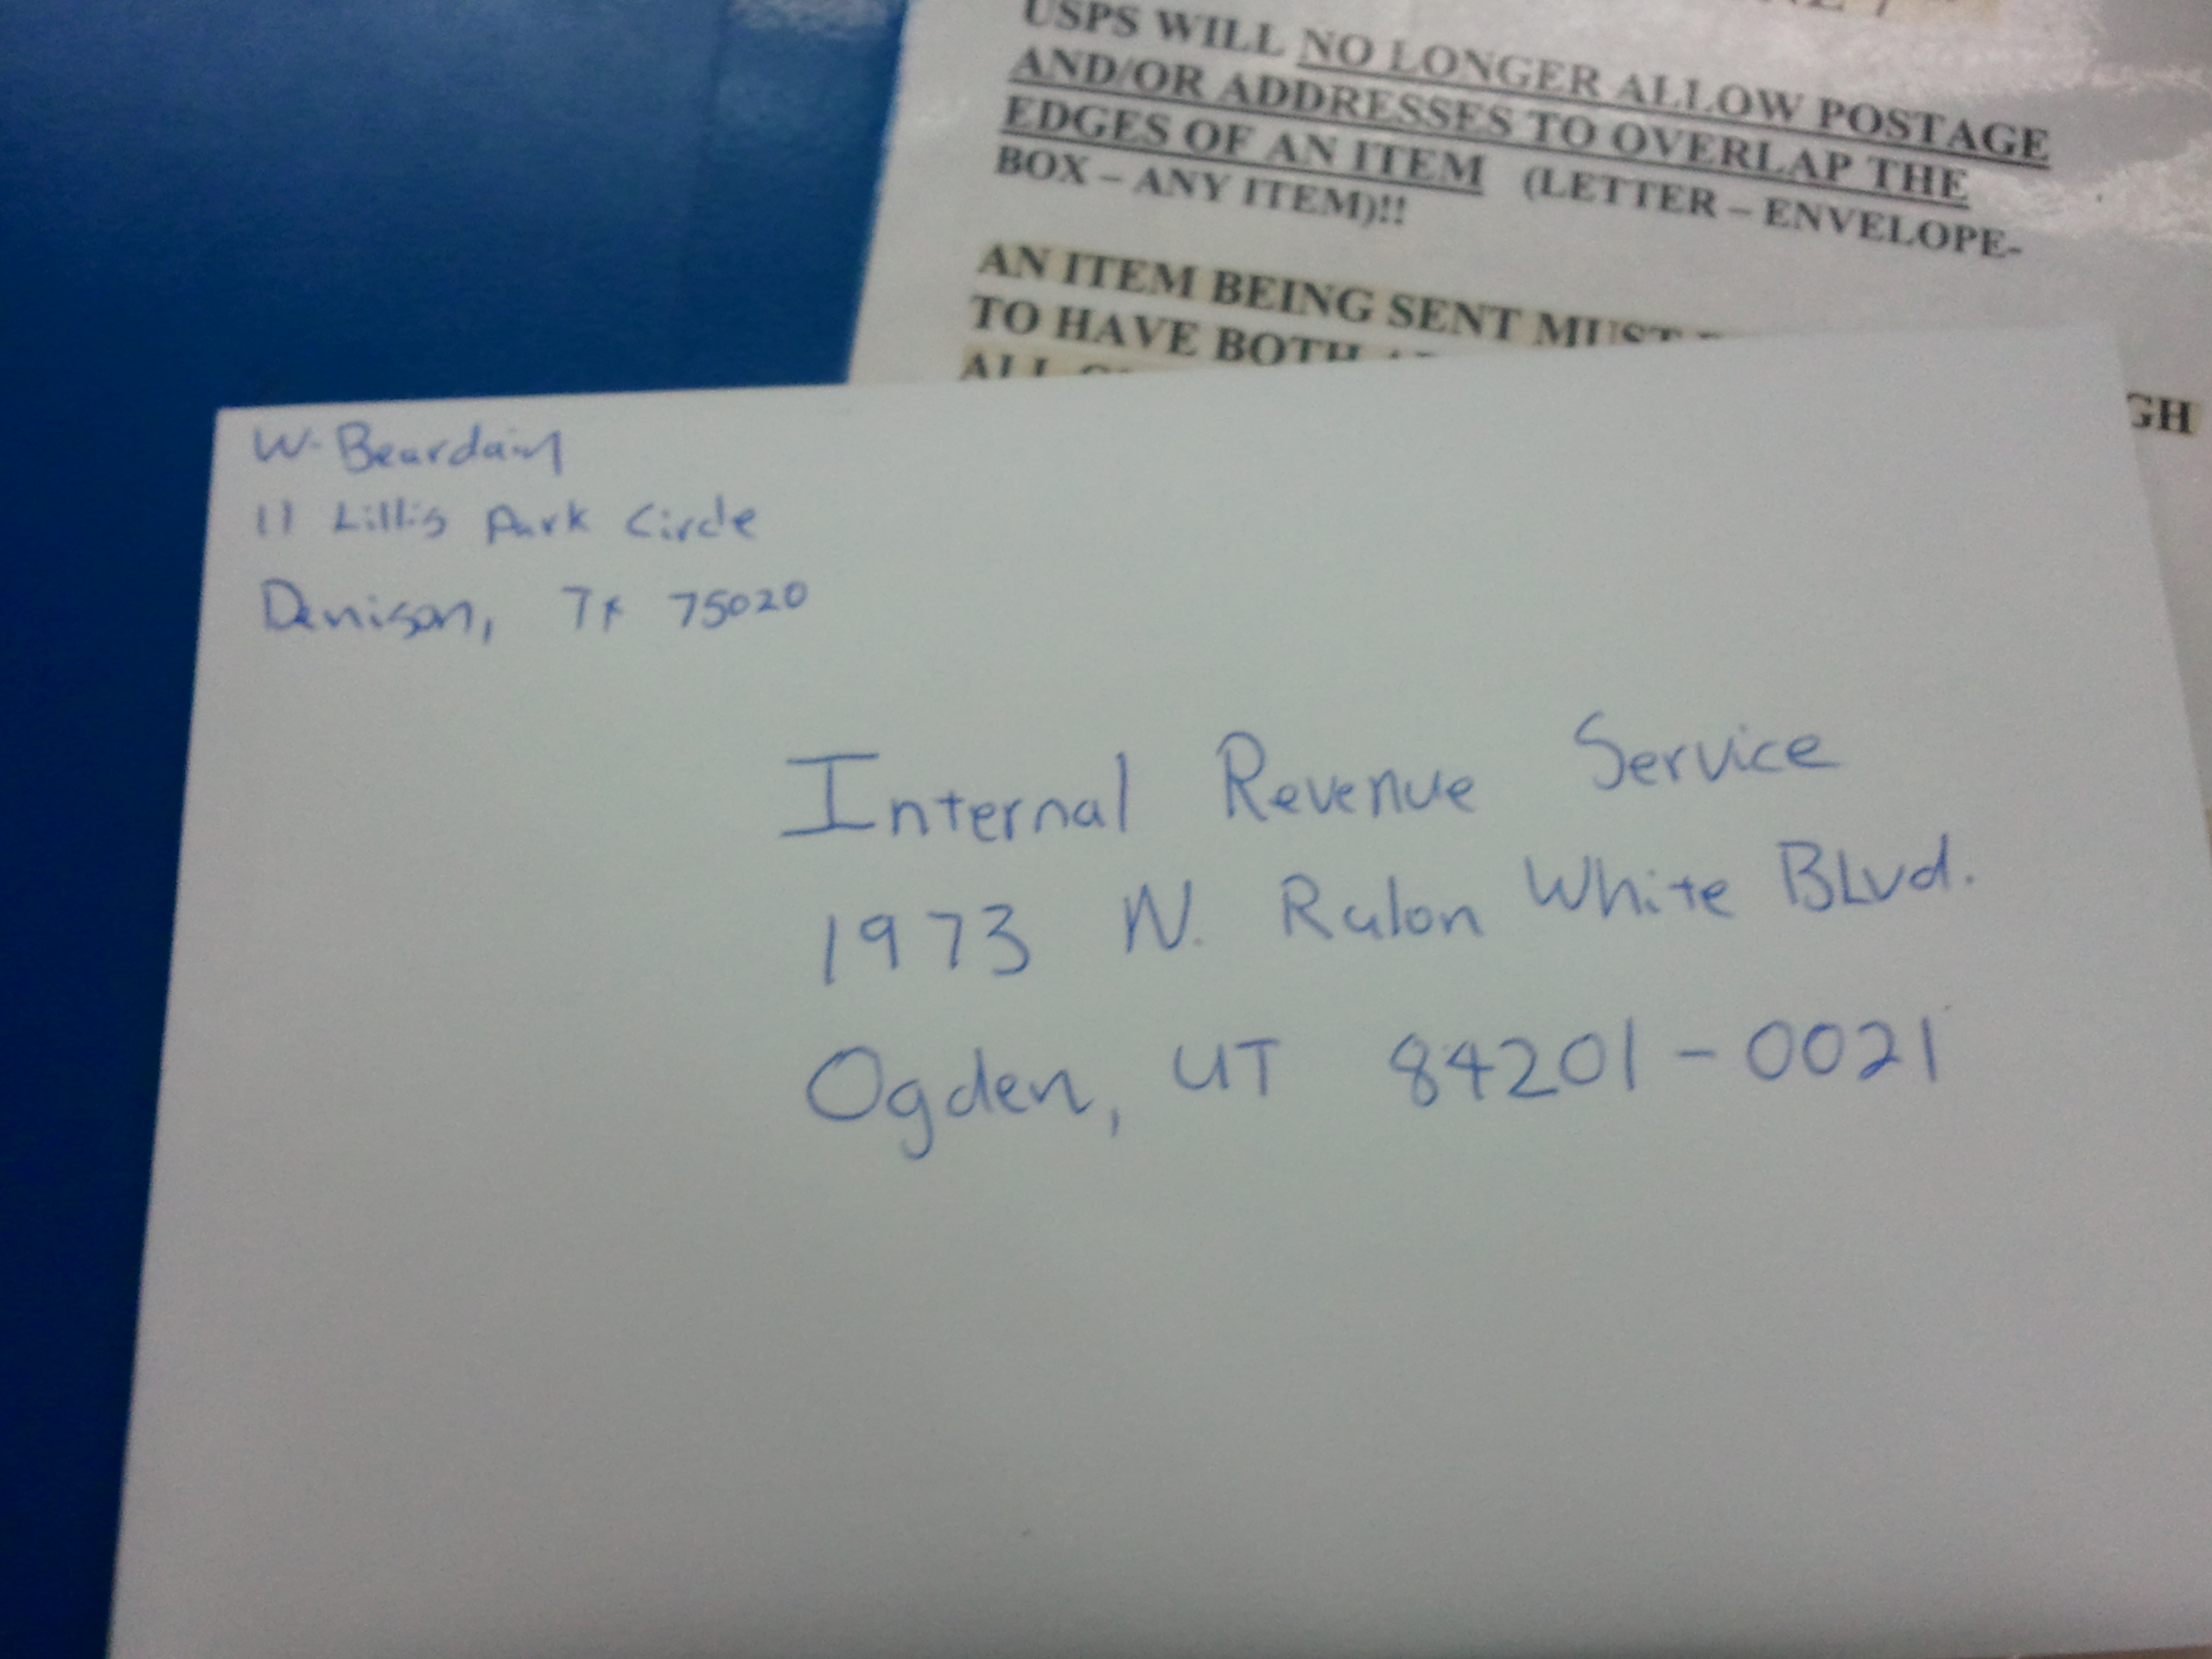 USPS WILL NO LONGER ALLOW POSTAGE
AND/OR ADDRESSES TO OVERLAP THE
EDGES OF AN ITEM (LETTER – ENVELOPE-
BOX – ANY ITEM)!!
AN ITEM BEING SENT MUST
TO HAVE BOTH
ALL
GH
W. Beardain
11 Lillis Park Circle
Denison, TX 75020
Internal Revenue Service
1973 N. Rulon White BLvd.
Ogden, UT 84201-0021